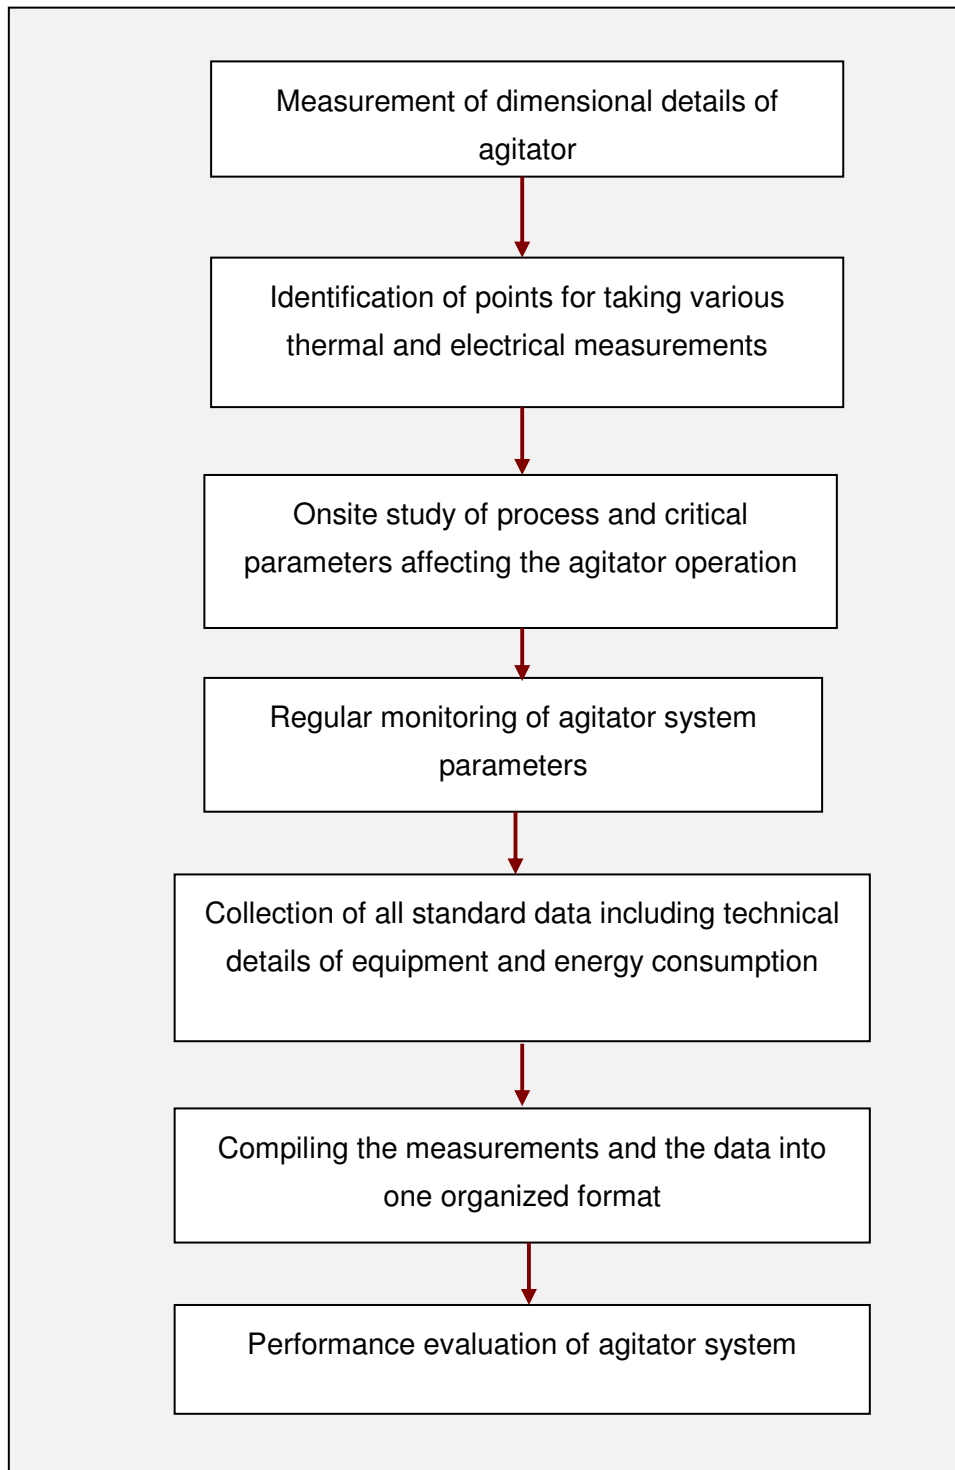 Measurement of dimensional details of
agitator
Identification of points for taking various
thermal and electrical measurements
Onsite study of process and critical
parameters affecting the agitator operation
Regular monitoring of agitator system
parameters
Collection of all standard data including technical
details of equipment and energy consumption
Compiling the measurements and the data into
one organized format
Performance evaluation of agitator system